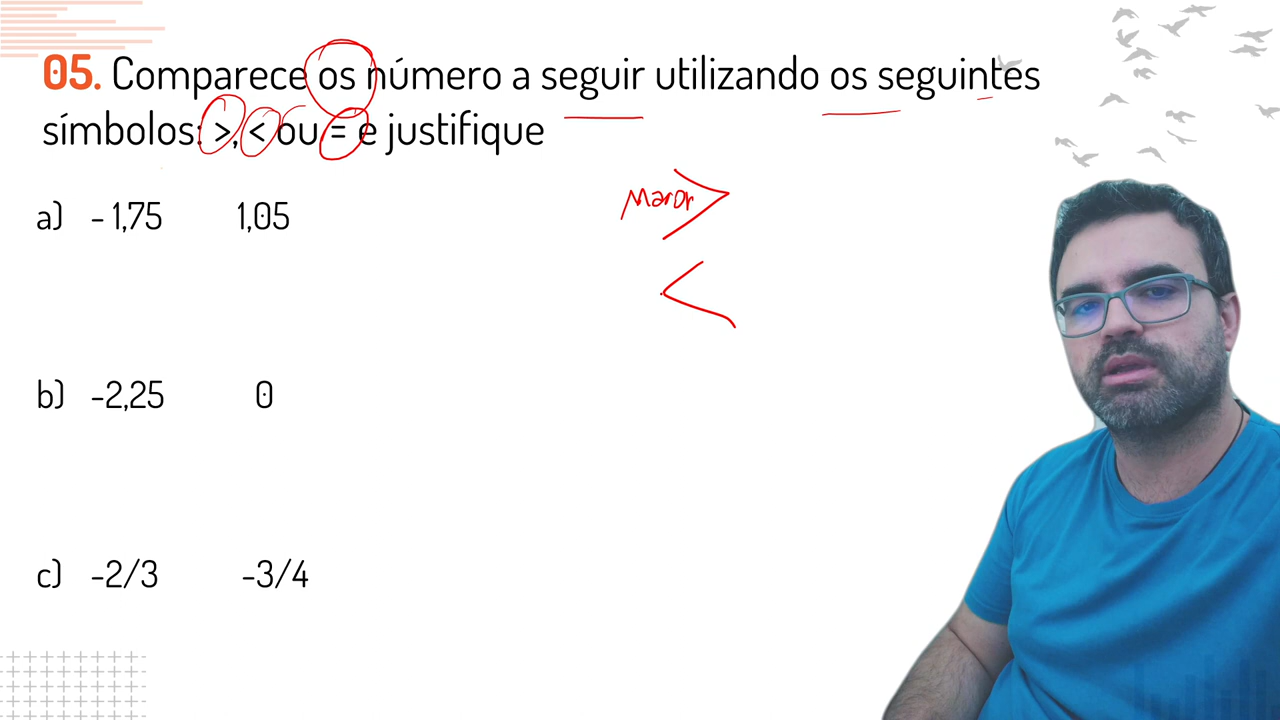 05. Comparece os número a seguir utilizando os seguintes
símbolos: >, < ou = e justifique
a) - 1,75 1,05
Maior >
<
b) -2,25 0
c) -2/3 -3/4